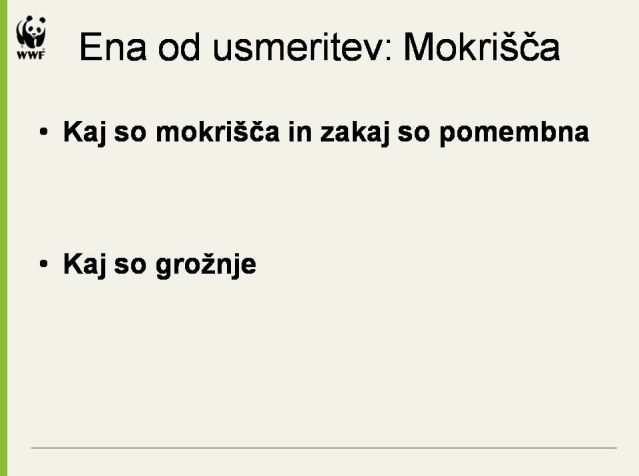 WWF
Ena od usmeritev: Mokrišča
• Kaj so mokrišča in zakaj so pomembna
• Kaj so grožnje